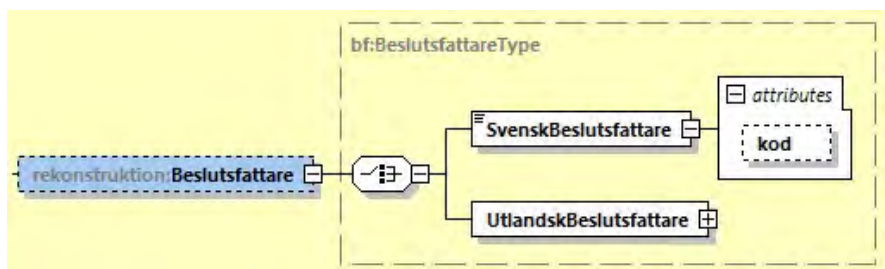 bf:BeslutsfattareType
attributes
SvenskBeslutsfattare
kod
rekonstruktion:Beslutsfattare
UtlandskBeslutsfattare